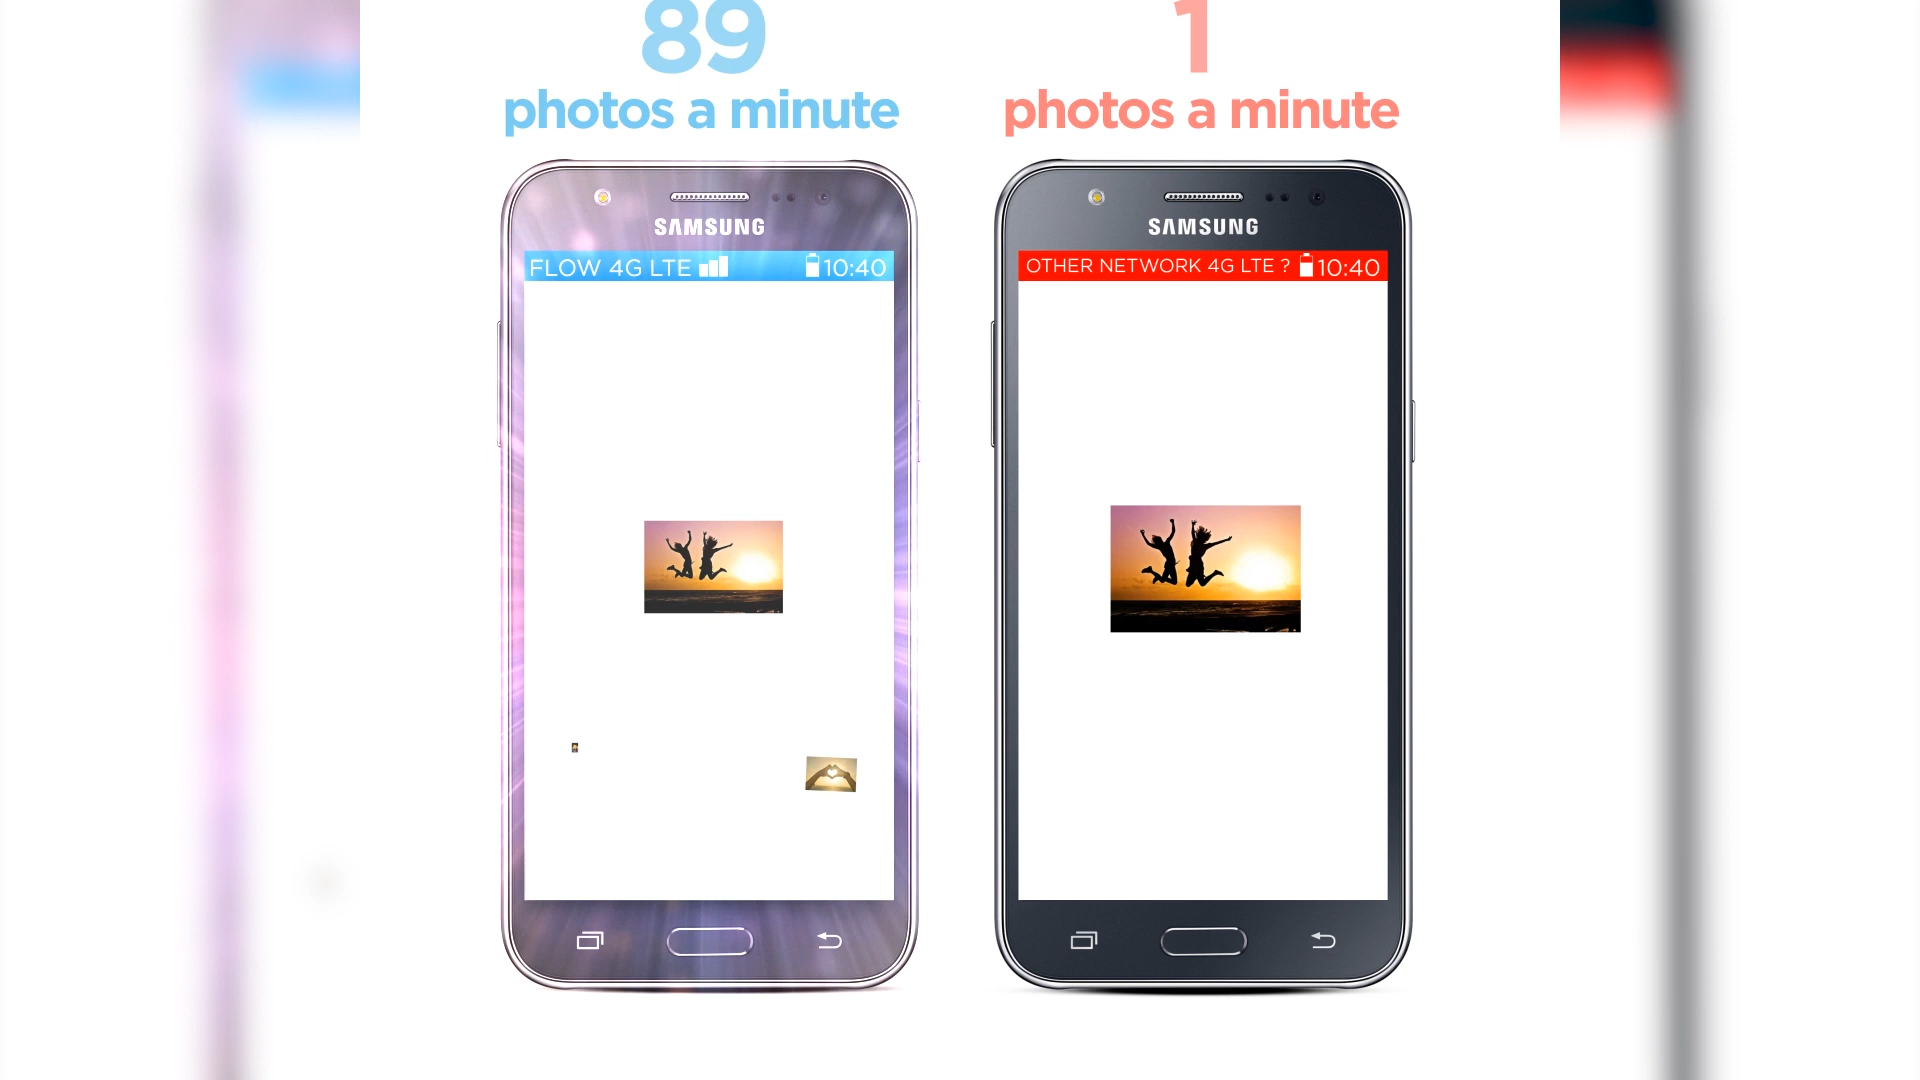 89
photos a minute
1
photos a minute
SAMSUNG
FLOW 4G LTE 10:40
SAMSUNG
OTHER NETWORK 4G LTE ? 10:40